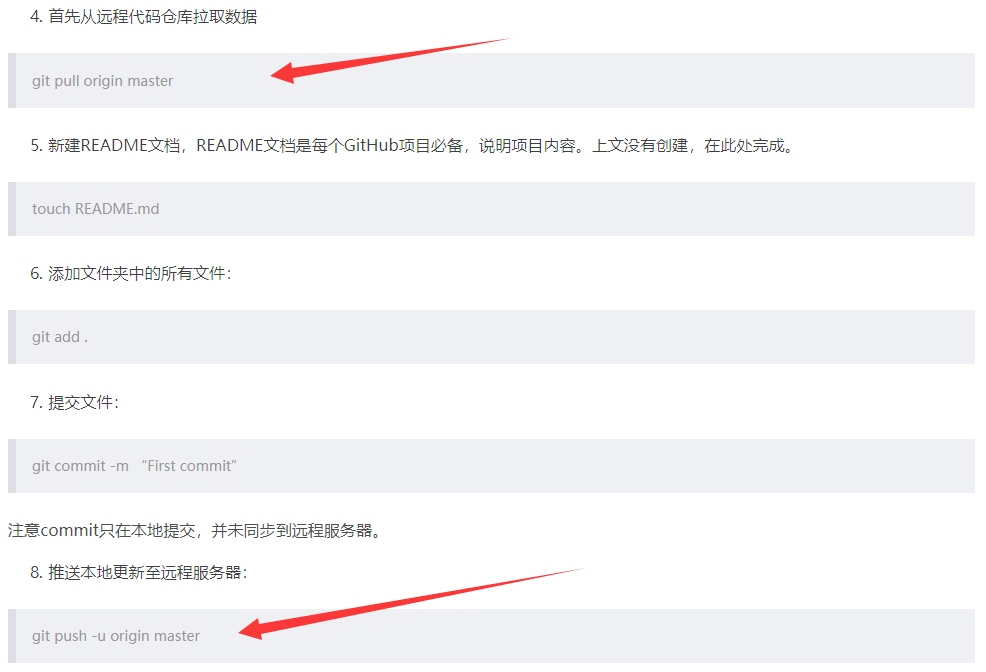 4. 首先从远程代码仓库拉取数据
git pull origin master
5. 新建README文档，README文档是每个GitHub项目必备，说明项目内容。上文没有创建，在此处完成。
touch README.md
6. 添加文件夹中的所有文件：
git add .
7. 提交文件：
git commit -m “First commit”
注意commit只在本地提交，并未同步到远程服务器。
8. 推送本地更新至远程服务器：
git push -u origin master